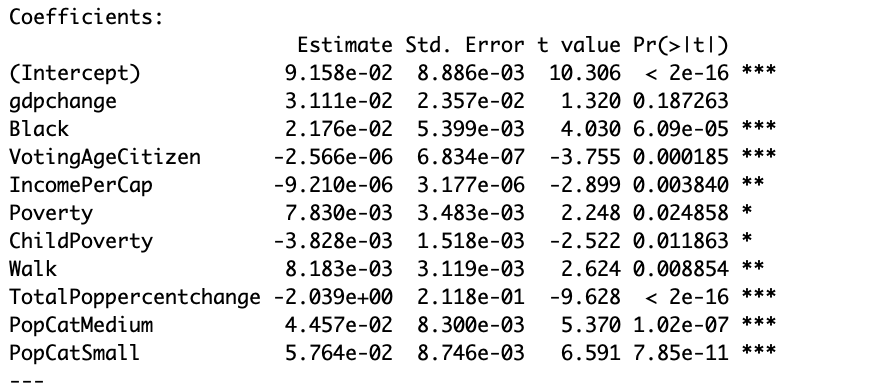 Coefficients:
                       Estimate Std. Error t value Pr(>|t|)
(Intercept)           9.158e-02  8.886e-03  10.306  < 2e-16 ***
gdpchange             3.111e-02  2.357e-02   1.320 0.187263
Black                 2.176e-02  5.399e-03   4.030 6.09e-05 ***
VotingAgeCitizen     -2.566e-06  6.834e-07  -3.755 0.000185 ***
IncomePerCap         -9.210e-06  3.177e-06  -2.899 0.003840 **
Poverty               7.830e-03  3.483e-03   2.248 0.024858 *
ChildPoverty         -3.828e-03  1.518e-03  -2.522 0.011863 *
Walk                  8.183e-03  3.119e-03   2.624 0.008854 **
TotalPoppercentchange -2.039e+00  2.118e-01  -9.628  < 2e-16 ***
PopCatMedium          4.457e-02  8.300e-03   5.370 1.02e-07 ***
PopCatSmall           5.764e-02  8.746e-03   6.591 7.85e-11 ***
---